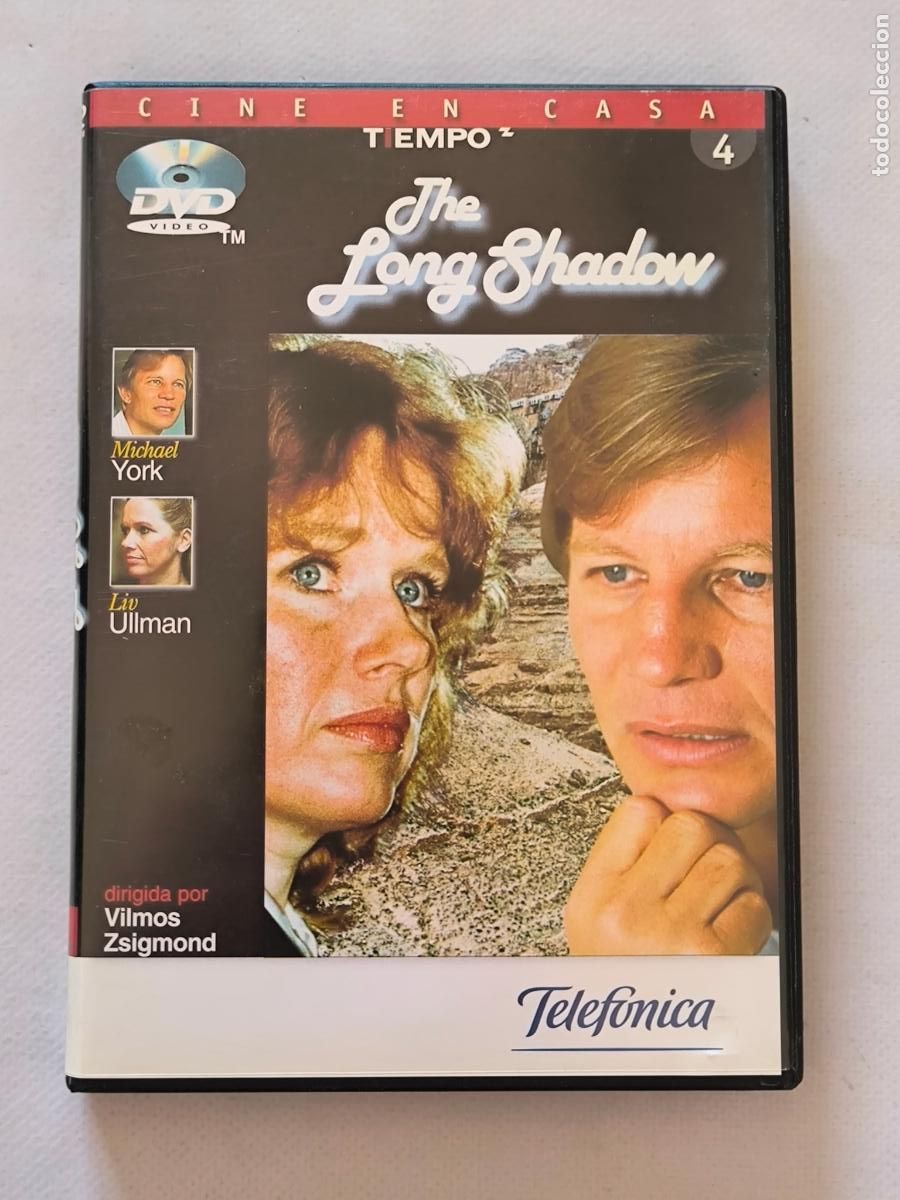 CINE EN CASA
TIEMPO
4
DVD
VIDEO
TM
The
Long Shadow
Michael
York
Liv
Ullman
dirigida por
Vilmos
Zsigmond
Telefónica
todocoleccion